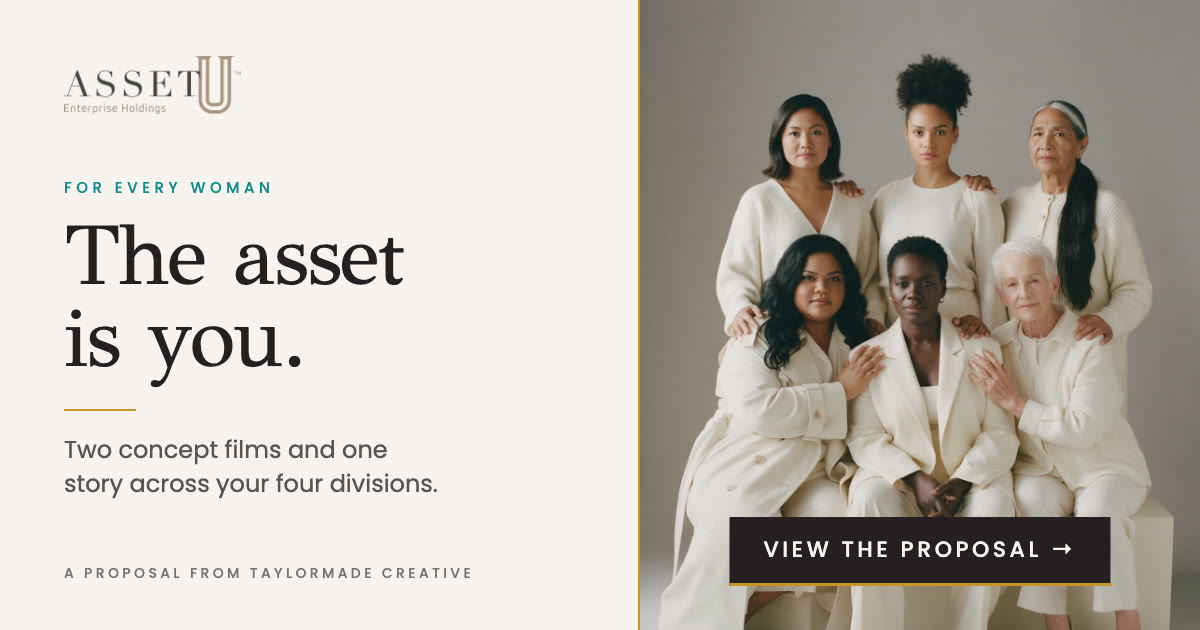 ASSETU™
Enterprise Holdings
FOR EVERY WOMAN
The asset
is you.
Two concept films and one
story across your four divisions.
A PROPOSAL FROM TAYLORMADE CREATIVE
VIEW THE PROPOSAL →